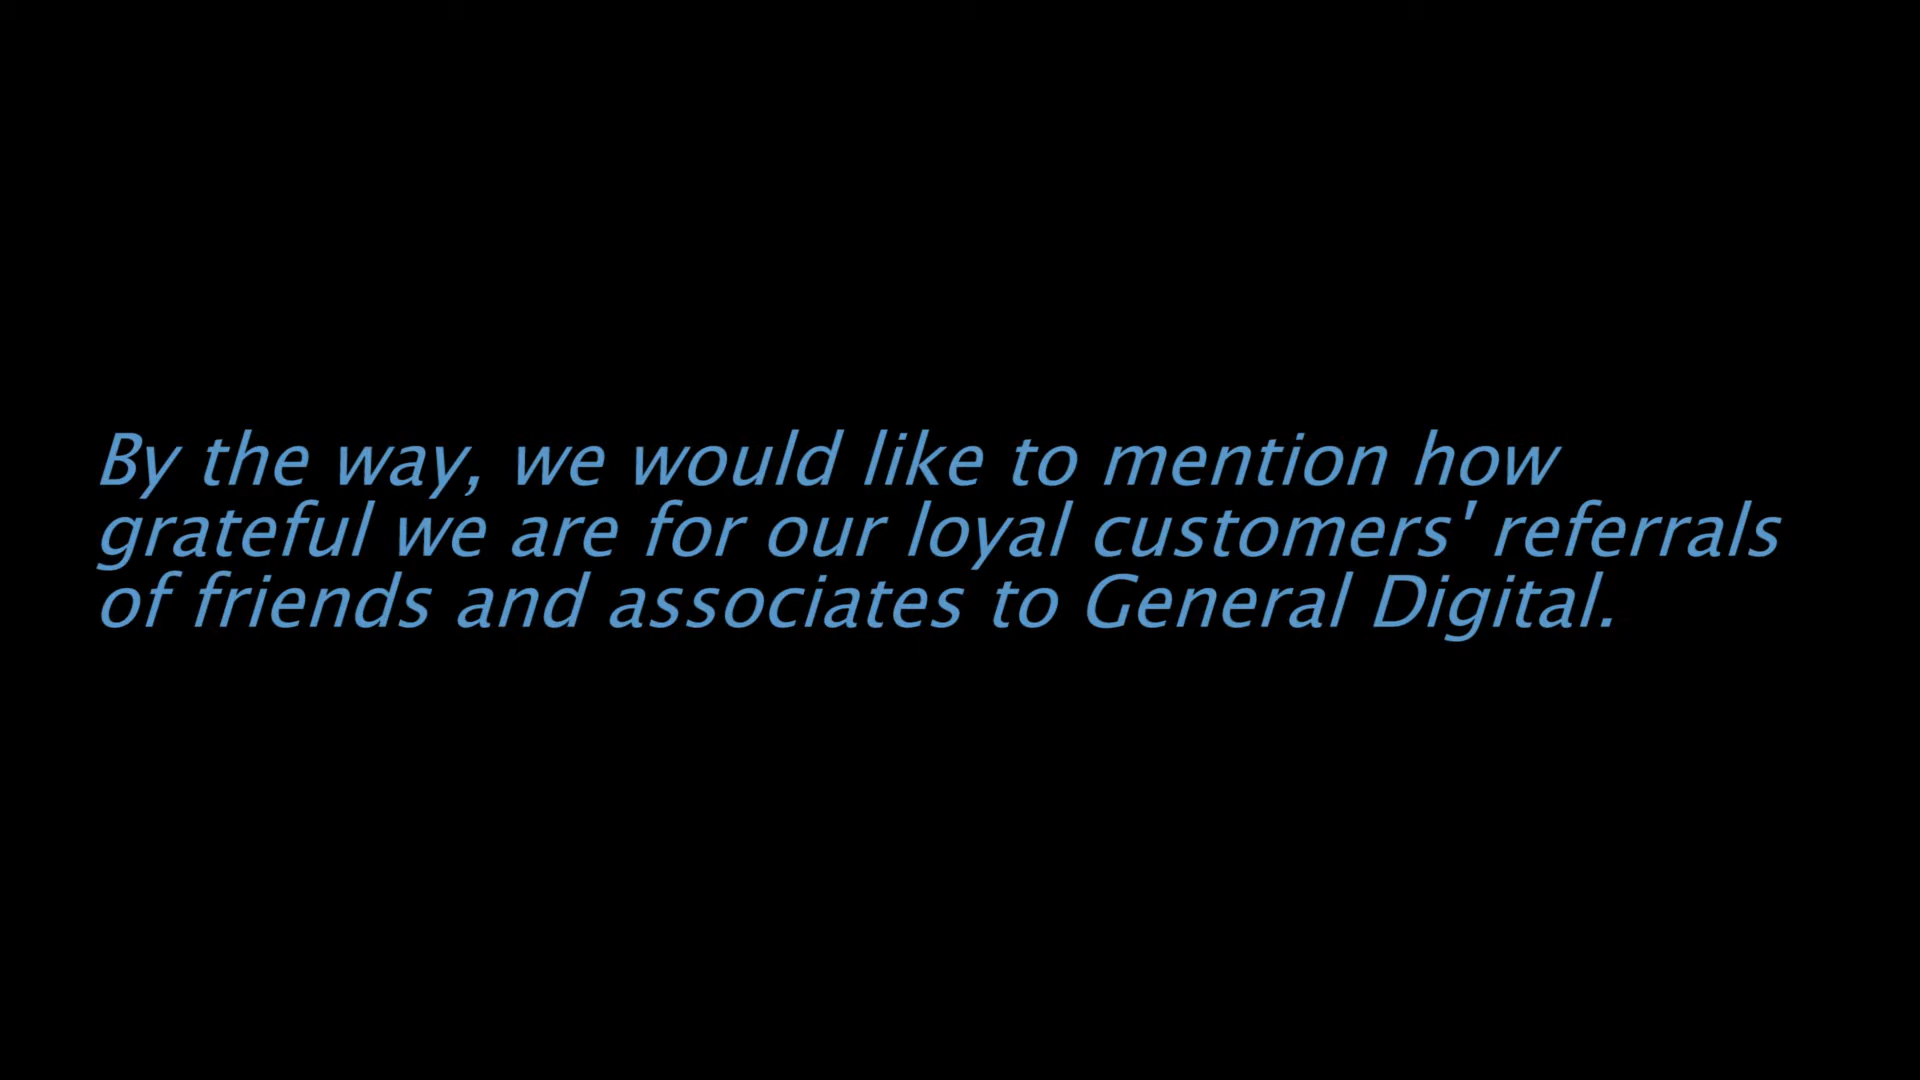 By the way, we would like to mention how
grateful we are for our loyal customers' referrals
of friends and associates to General Digital.